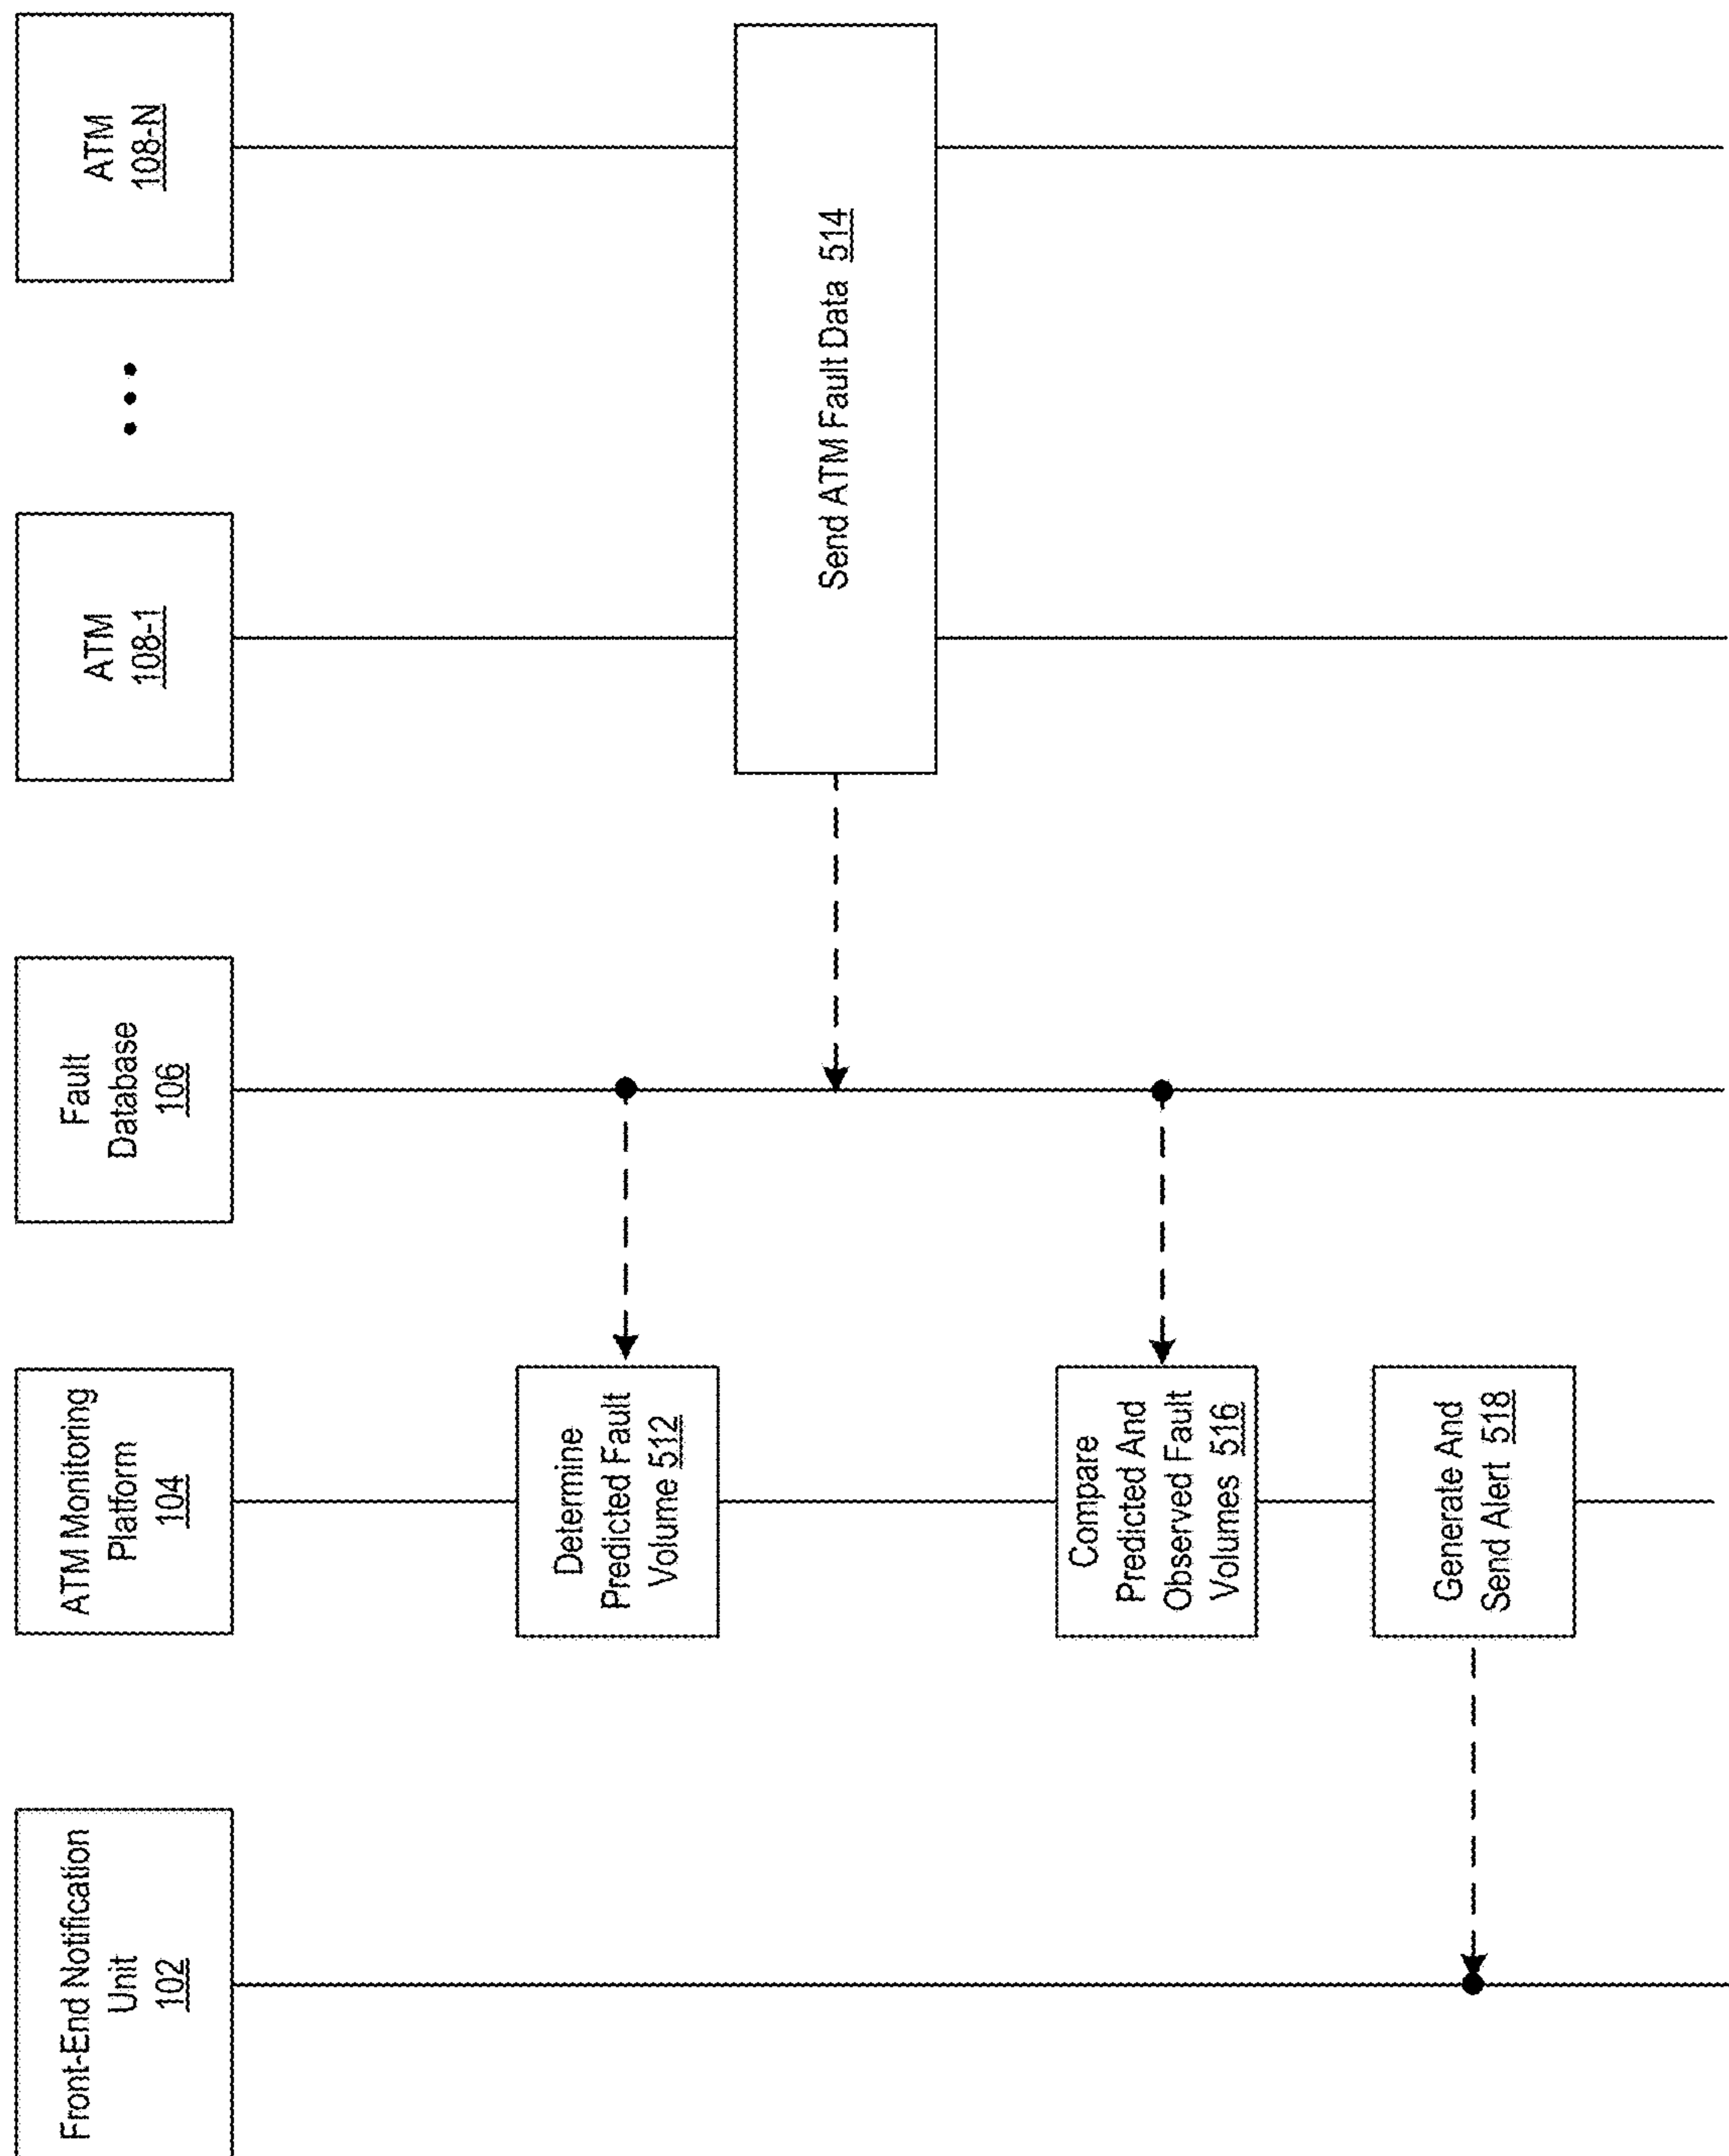 Front-End Notification
Unit
102
ATM Monitoring
Platform
104
Fault
Database
106
ATM
108-1
ATM
108-N
Determine
Predicted Fault
Volume 512
Send ATM Fault Data 514
Compare
Predicted And
Observed Fault
Volumes 516
Generate And
Send Alert 518